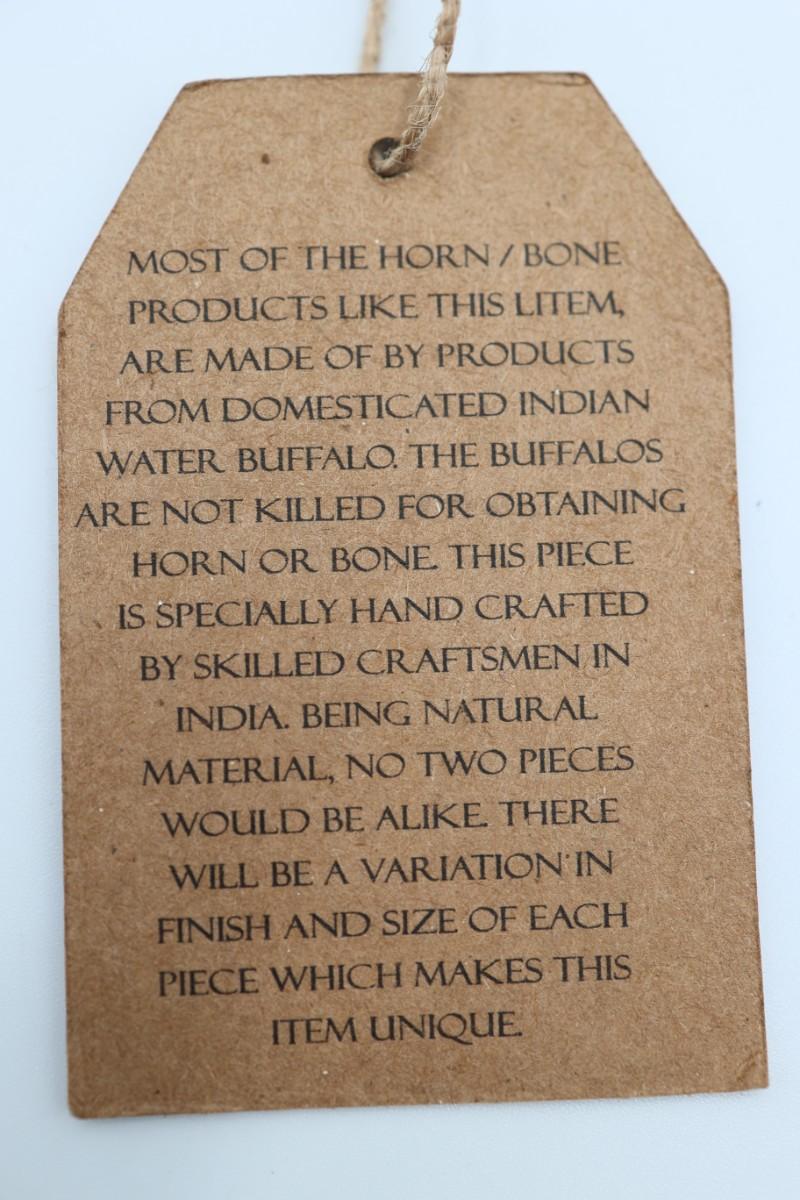 MOST OF THE HORN / BONE
PRODUCTS LIKE THIS LITEM,
ARE MADE OF BY PRODUCTS
FROM DOMESTICATED INDIAN
WATER BUFFALO. THE BUFFALOS
ARE NOT KILLED FOR OBTAINING
HORN OR BONE. THIS PIECE
IS SPECIALLY HAND CRAFTED
BY SKILLED CRAFTSMEN IN
INDIA. BEING NATURAL
MATERIAL, NO TWO PIECES
WOULD BE ALIKE. THERE
WILL BE A VARIATION IN
FINISH AND SIZE OF EACH
PIECE WHICH MAKES THIS
ITEM UNIQUE.